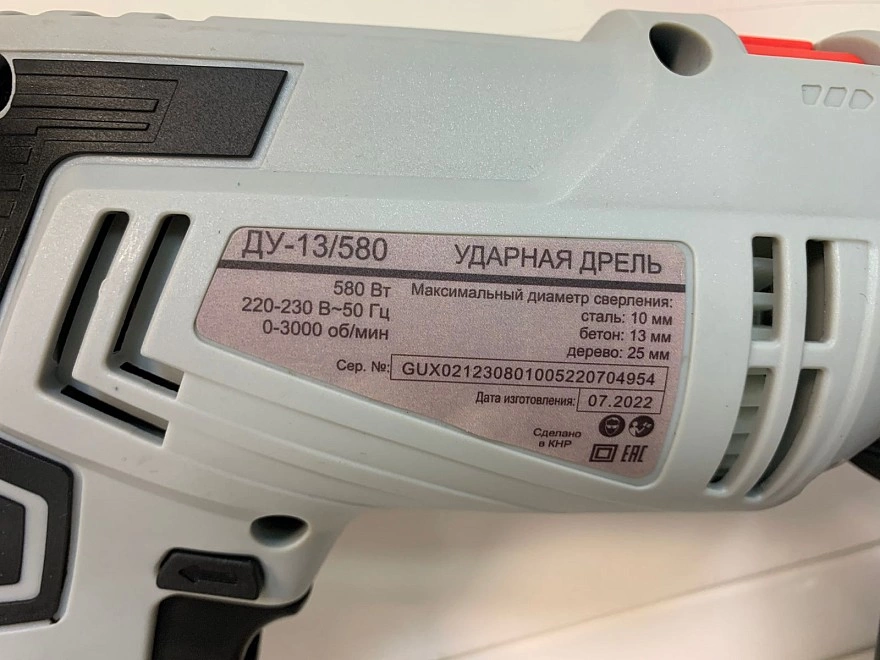 ДУ-13/580
УДАРНАЯ ДРЕЛЬ
580 Вт
220-230 В~50 Гц
0-3000 об/мин
Максимальный диаметр сверления:
сталь: 10 мм
бетон: 13 мм
дерево: 25 мм
Сер. №: GUX021230801005220704954
Дата изготовления: 07.2022
Сделано
в КНР
EAC